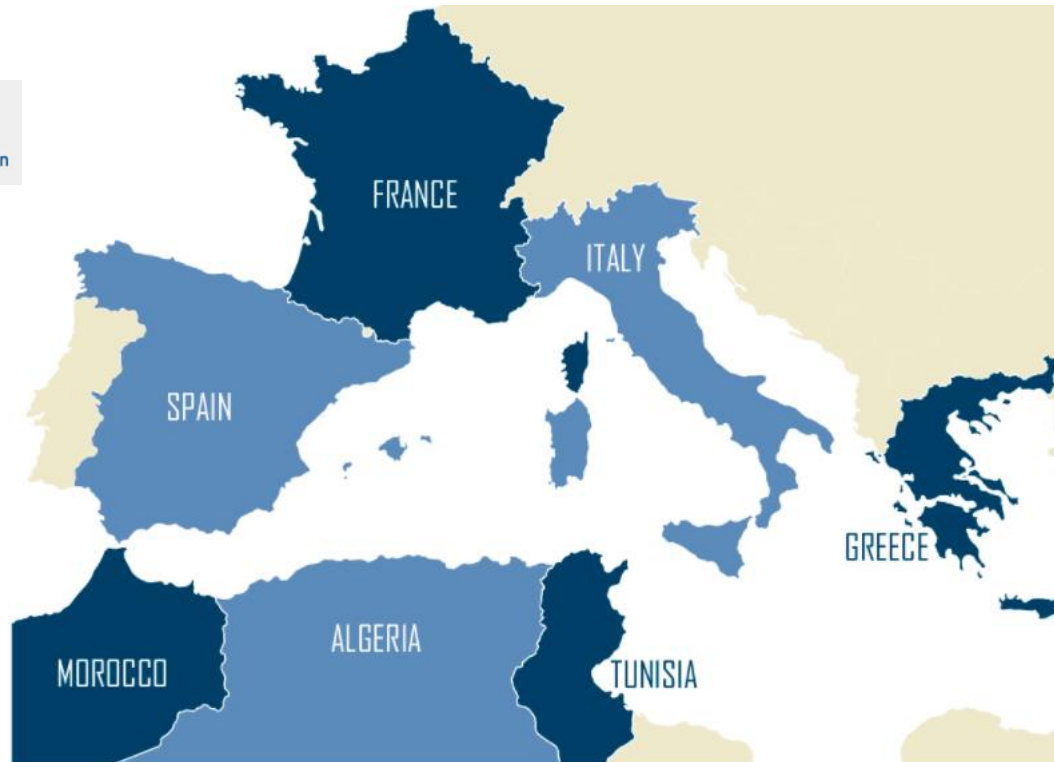 n
FRANCE
ITALY
SPAIN
GREECE
ALGERIA
MOROCCO
TUNISIA